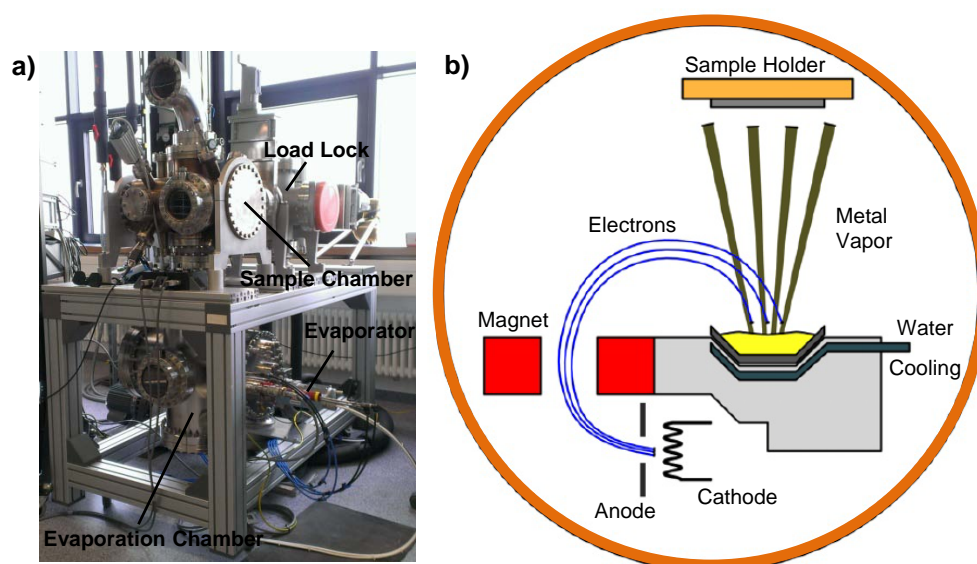 a)
Load Lock
Sample Chamber
Evaporator
Evaporation Chamber
b)
Sample Holder
Electrons
Metal
Vapor
Magnet
Water
Cooling
Anode
Cathode